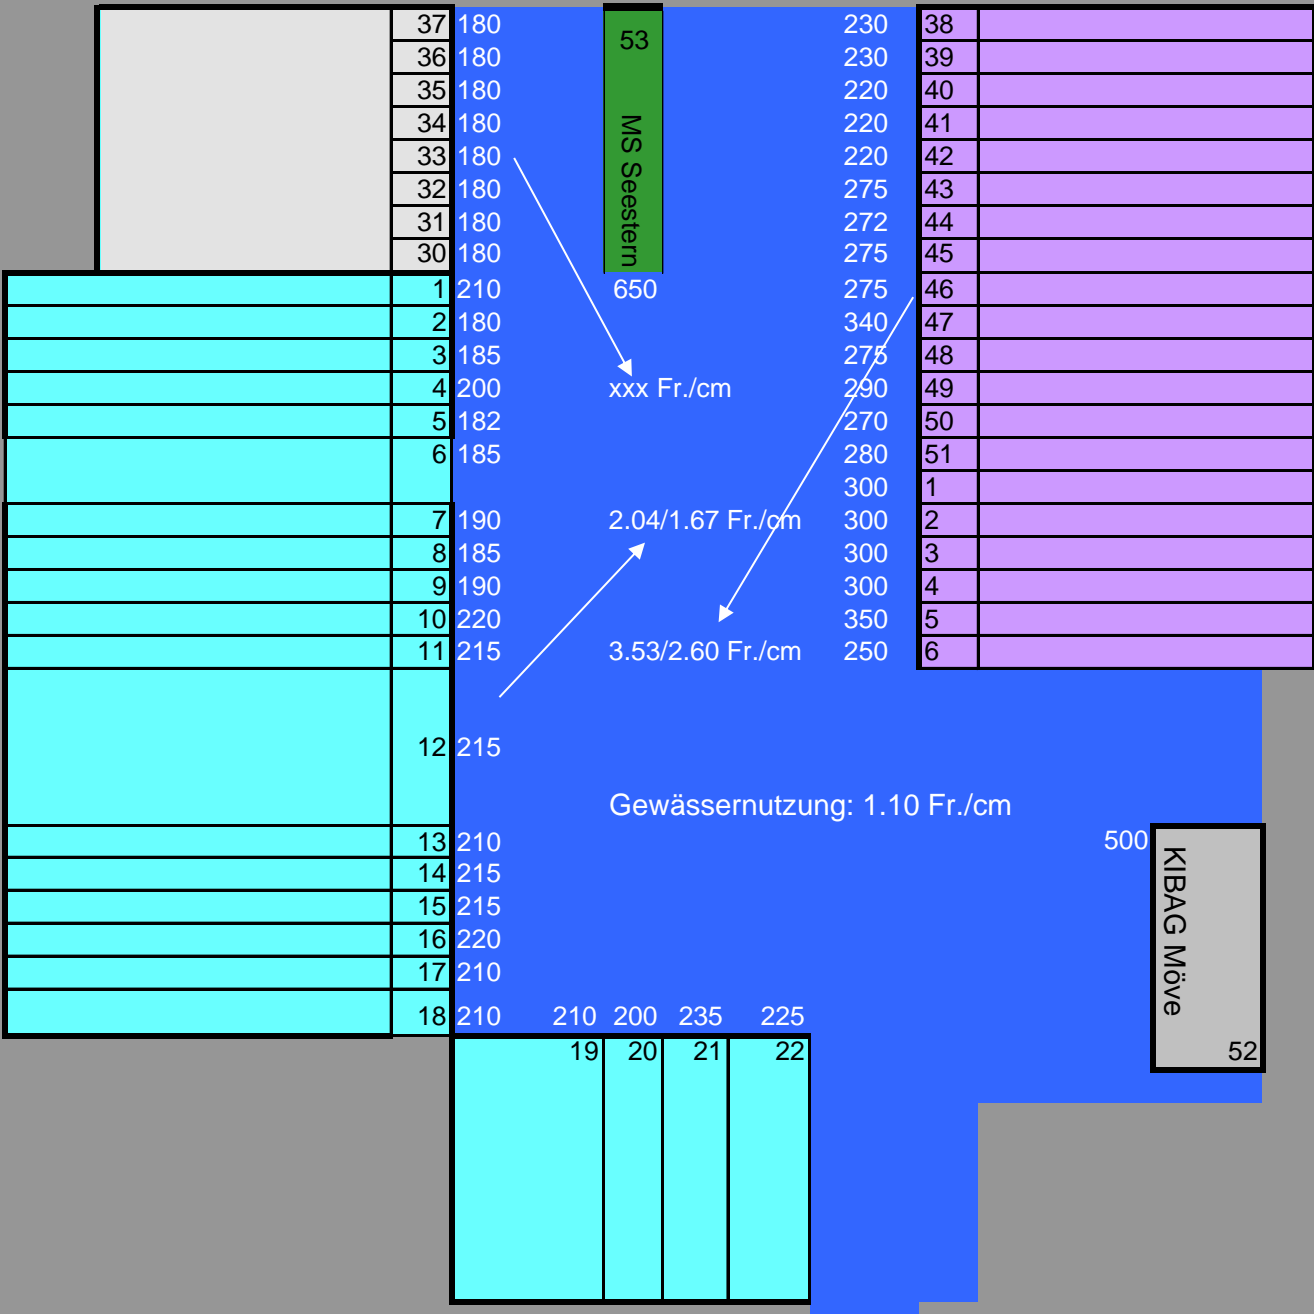 37 180 53 230 38
36 180 230 39
35 180 220 40
34 180 220 41
33 180 220 42
32 180 275 43
31 180 272 44
30 180 275 45
MS Seestern
1 210 650 275 46
2 180 340 47
3 185 275 48
4 200 xxx Fr./cm 290 49
5 182 270 50
6 185 280 51
300 1
7 190 2.04/1.67 Fr./cm 300 2
8 185 300 3
9 190 300 4
10 220 350 5
11 215 3.53/2.60 Fr./cm 250 6
12 215
Gewässernutzung: 1.10 Fr./cm
13 210 500
14 215
15 215
16 220
17 210
KIBAG Möve
18 210 210 200 235 225
19 20 21 22 52